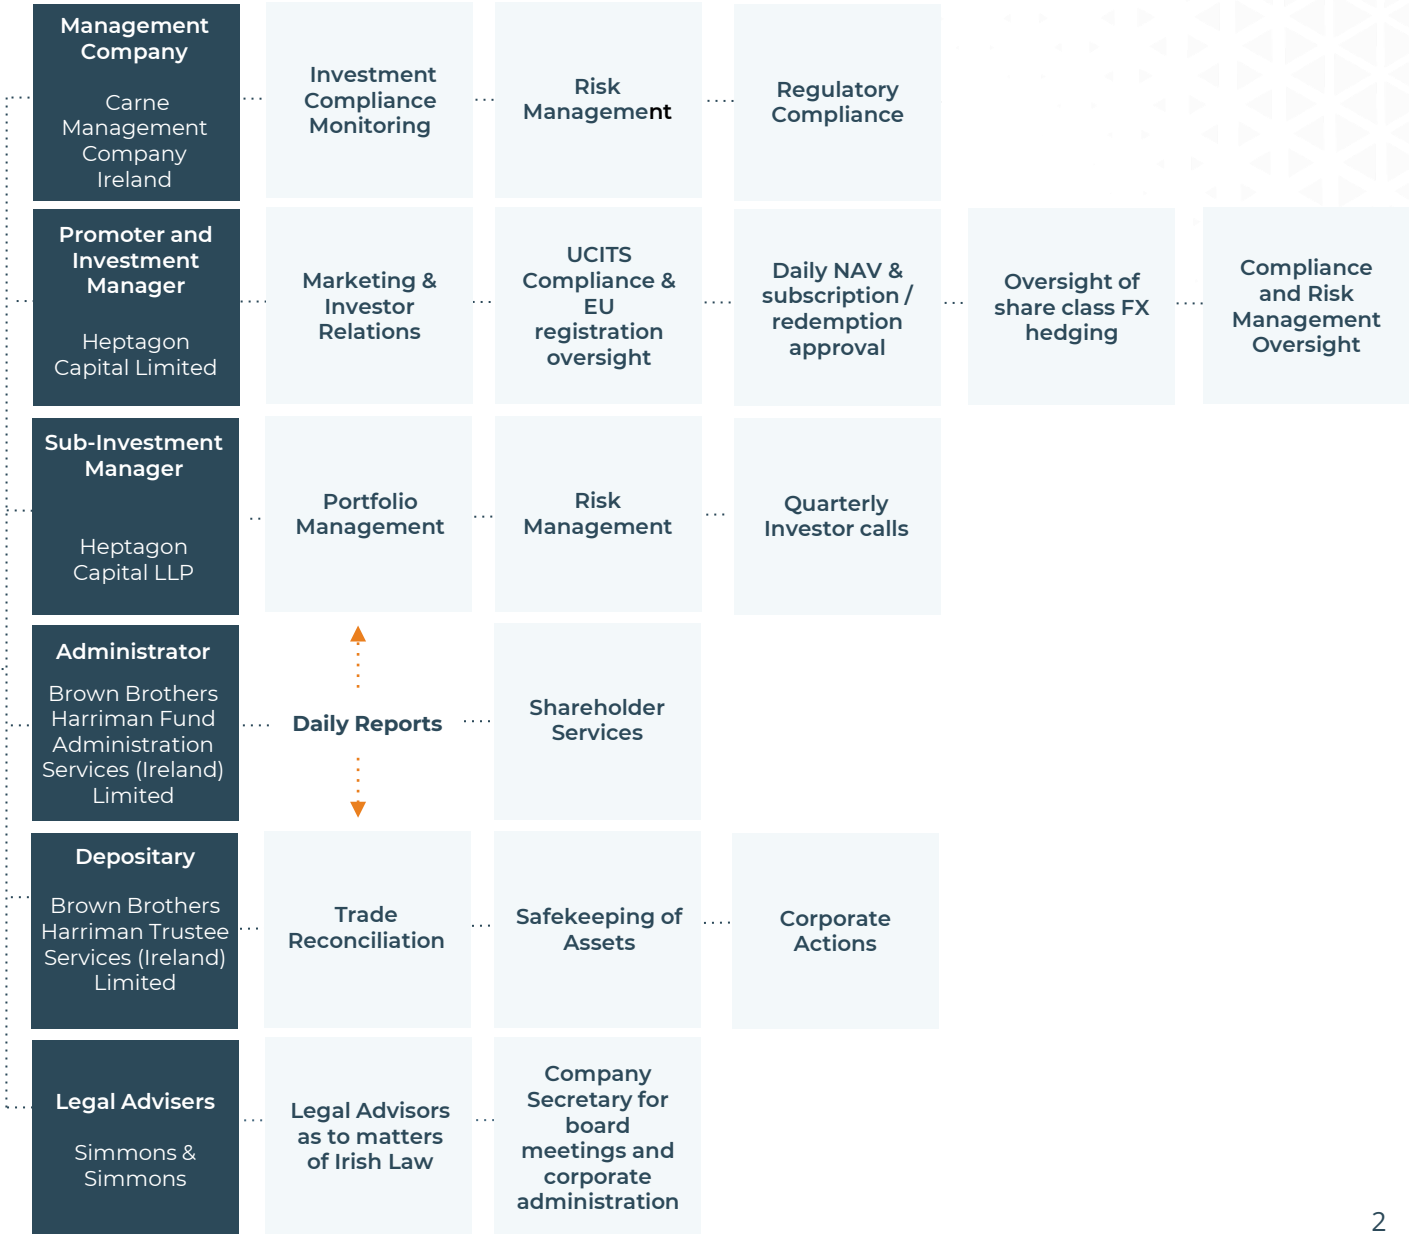 Management
Company
Carne
Management
Company
Ireland
Investment
Compliance
Monitoring
Risk
Management
Regulatory
Compliance
Promoter and
Investment
Manager
Heptagon
Capital Limited
Marketing &
Investor
Relations
UCITS
Compliance &
EU
registration
oversight
Daily NAV &
subscription /
redemption
approval
Oversight of
share class FX
hedging
Compliance
and Risk
Management
Oversight
Sub-Investment
Manager
Heptagon
Capital LLP
Portfolio
Management
Risk
Management
Quarterly
Investor calls
Administrator
Brown Brothers
Harriman Fund
Administration
Services (Ireland)
Limited
Daily Reports
Shareholder
Services
Depositary
Brown Brothers
Harriman Trustee
Services (Ireland)
Limited
Trade
Reconciliation
Safekeeping of
Assets
Corporate
Actions
Legal Advisers
Simmons &
Simmons
Legal Advisors
as to matters
of Irish Law
Company
Secretary for
board
meetings and
corporate
administration
2